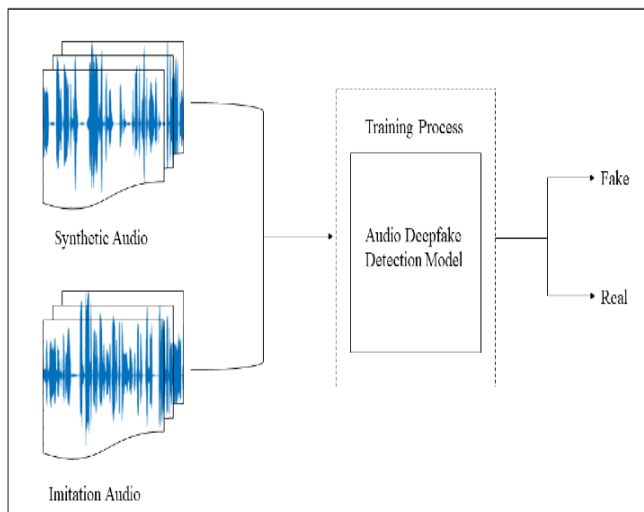 Synthetic Audio
Imitation Audio
Training Process
Audio Deepfake
Detection Model
Fake
Real